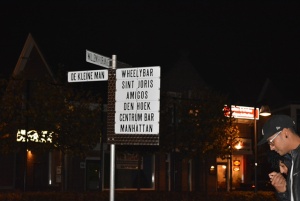 DE KLEINE MAN
WHEELYBAR
SINT JORIS
AMIGOS
DEN HOEK
CENTRUM BAR
MANHATTAN